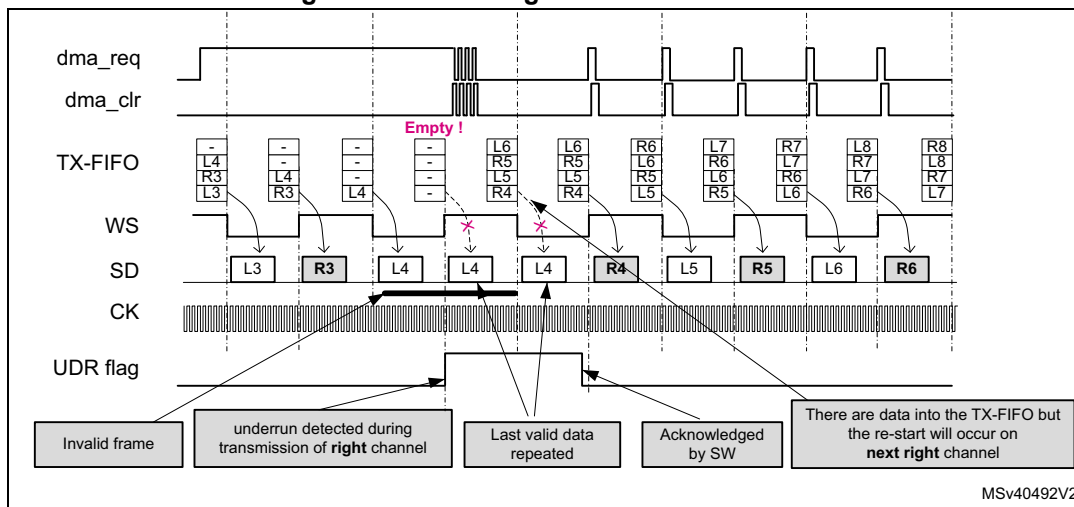 dma_req
dma_clr
Empty !
TX-FIFO
- - - - L6 L6 R6 L7 R7 L8 R8
L4 - - - R5 R5 L6 R6 L7 R7 L8
R3 L4 - - L5 L5 R5 L6 R6 L7 R7
L3 R3 L4 - R4 R4 L5 R5 L6 R6 L7
WS
SD
L3 R3 L4 L4 L4 R4 L5 R5 L6 R6
CK
UDR flag
Invalid frame
underrun detected during
transmission of right channel
Last valid data
repeated
Acknowledged
by SW
There are data into the TX-FIFO but
the re-start will occur on
next right channel
MSv40492V2